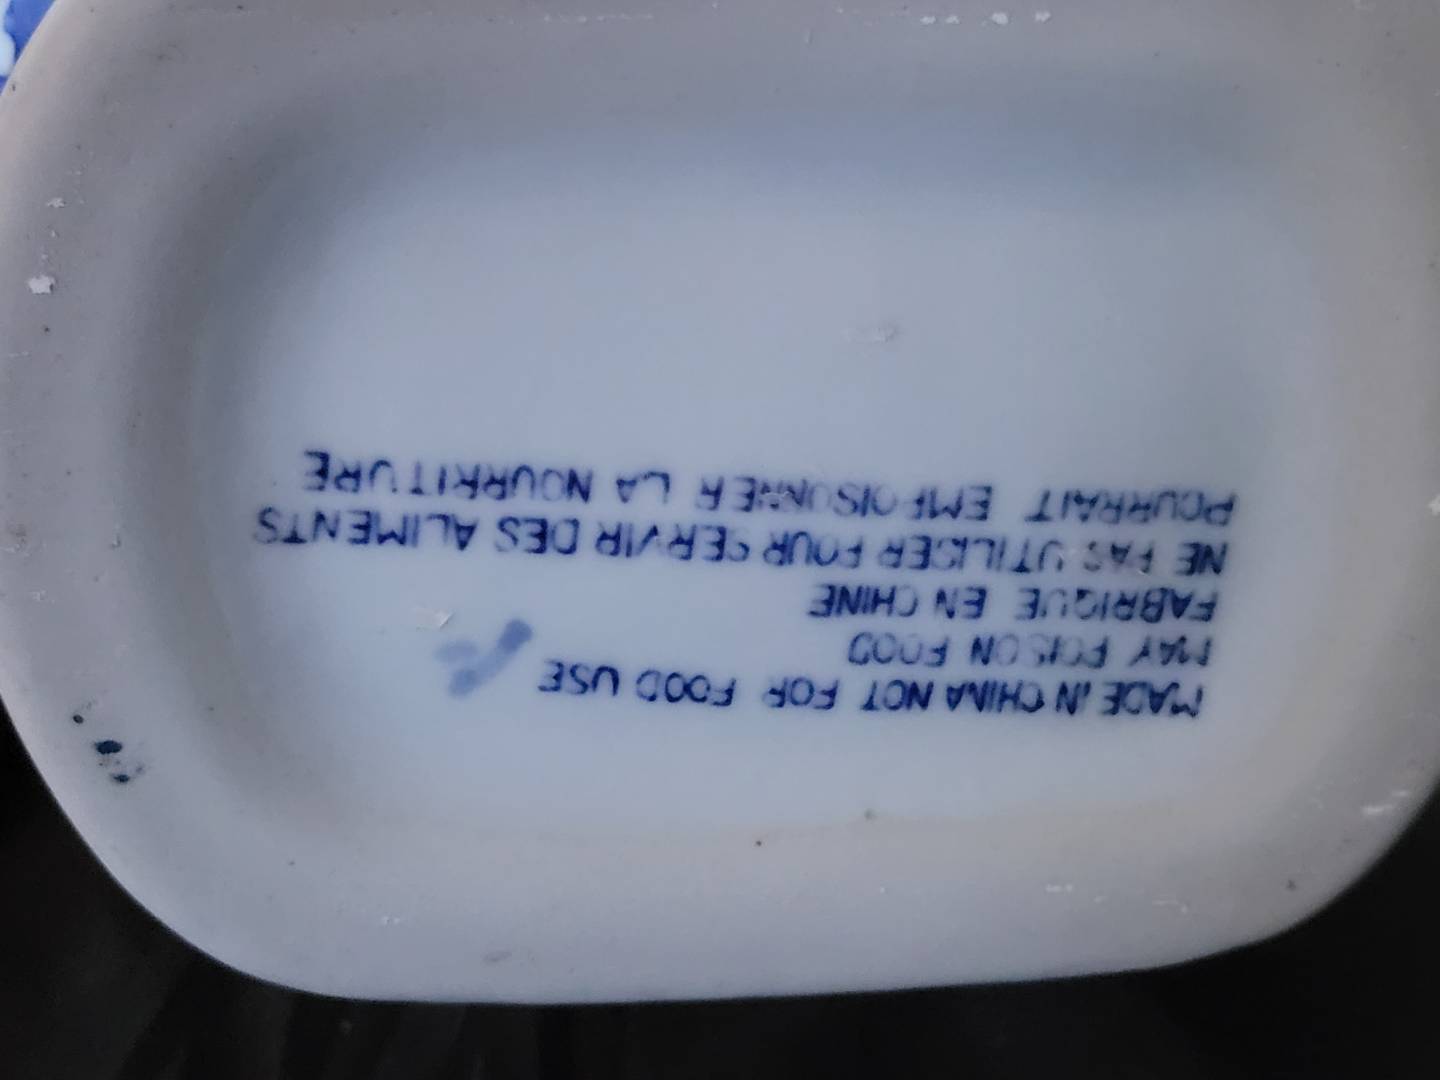 MADE IN CHINA NOT FOR FOOD USE
MAY POISON FOOD
FABRIQUE EN CHINE
NE PAS UTILISER POUR SERVIR DES ALIMENTS
POURRAIT EMPOISONNER LA NOURRITURE